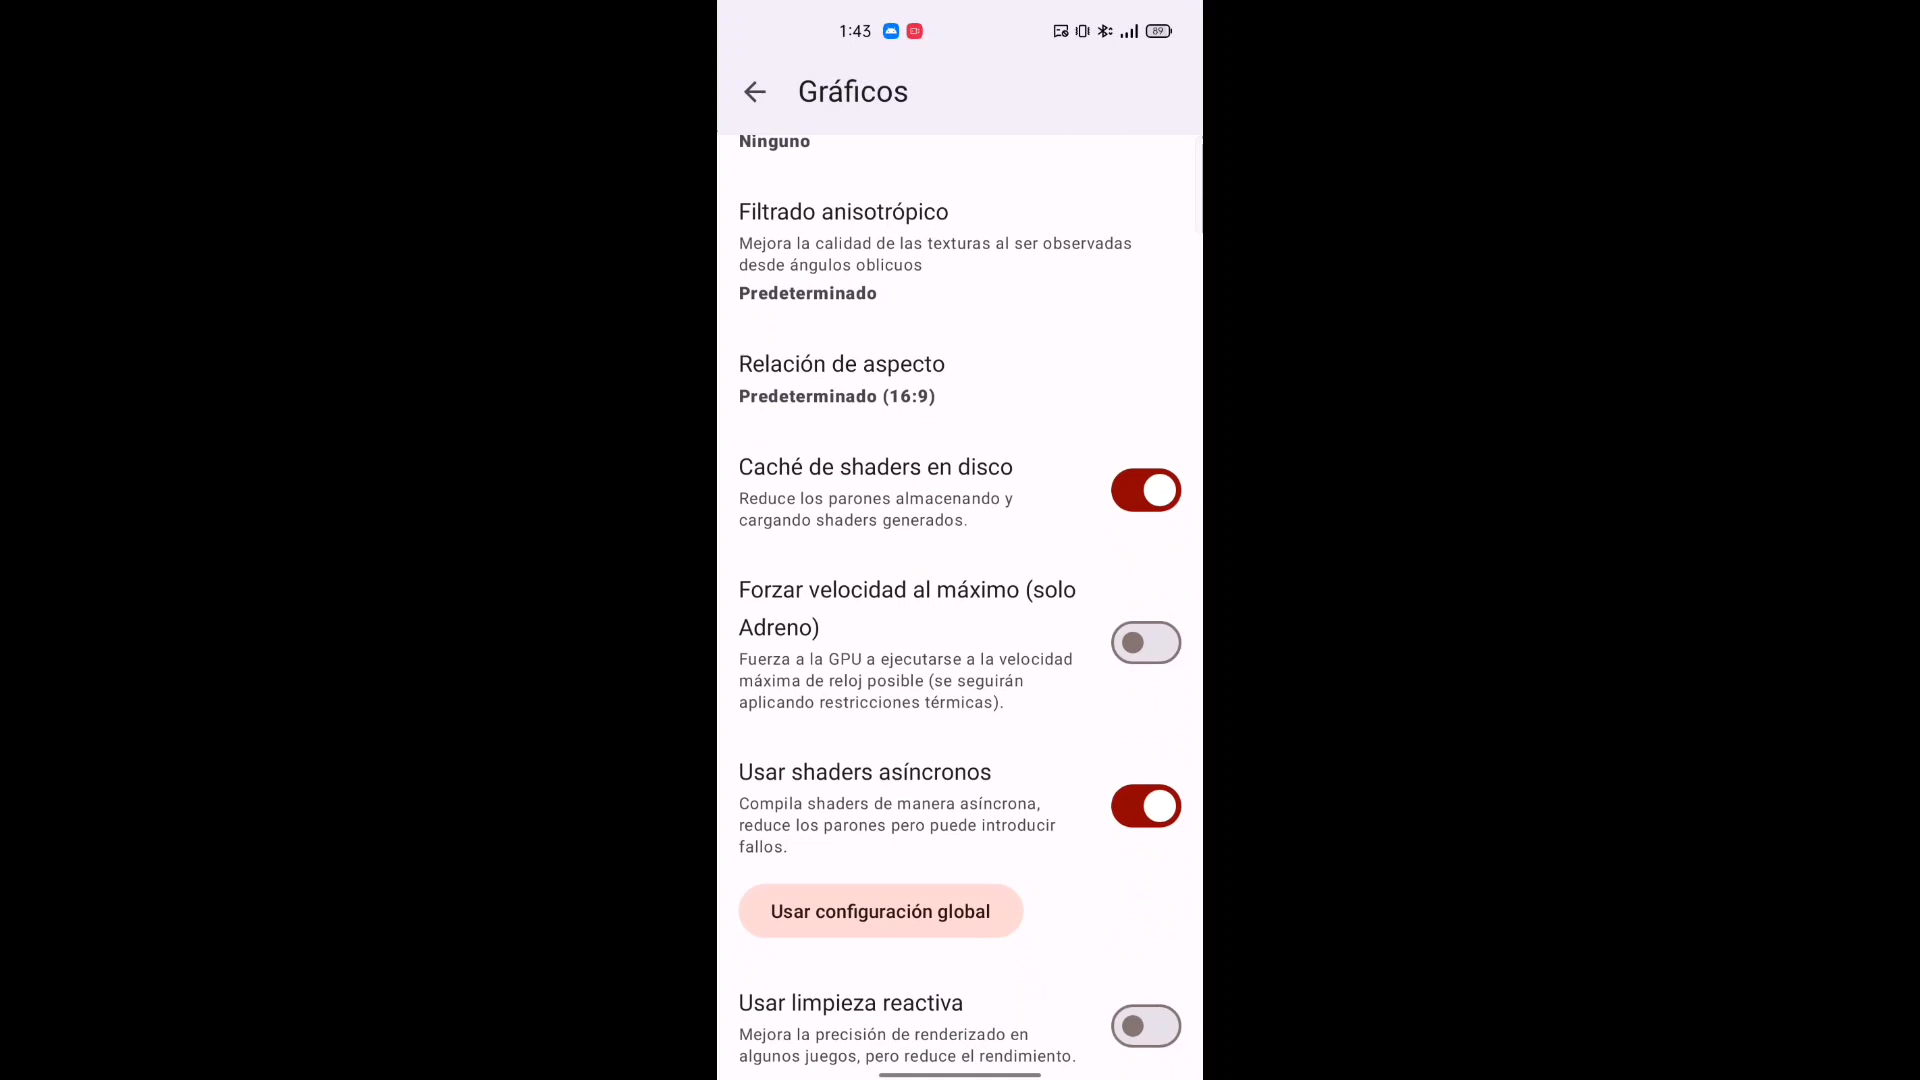 1:43
89
Gráficos
Ninguno
Filtrado anisotrópico
Mejora la calidad de las texturas al ser observadas
desde ángulos oblicuos
Predeterminado
Relación de aspecto
Predeterminado (16:9)
Caché de shaders en disco
Reduce los parones almacenando y
cargando shaders generados.
Forzar velocidad al máximo (solo
Adreno)
Fuerza a la GPU a ejecutarse a la velocidad
máxima de reloj posible (se seguirán
aplicando restricciones térmicas).
Usar shaders asíncronos
Compila shaders de manera asíncrona,
reduce los parones pero puede introducir
fallos.
Usar configuración global
Usar limpieza reactiva
Mejora la precisión de renderizado en
algunos juegos, pero reduce el rendimiento.